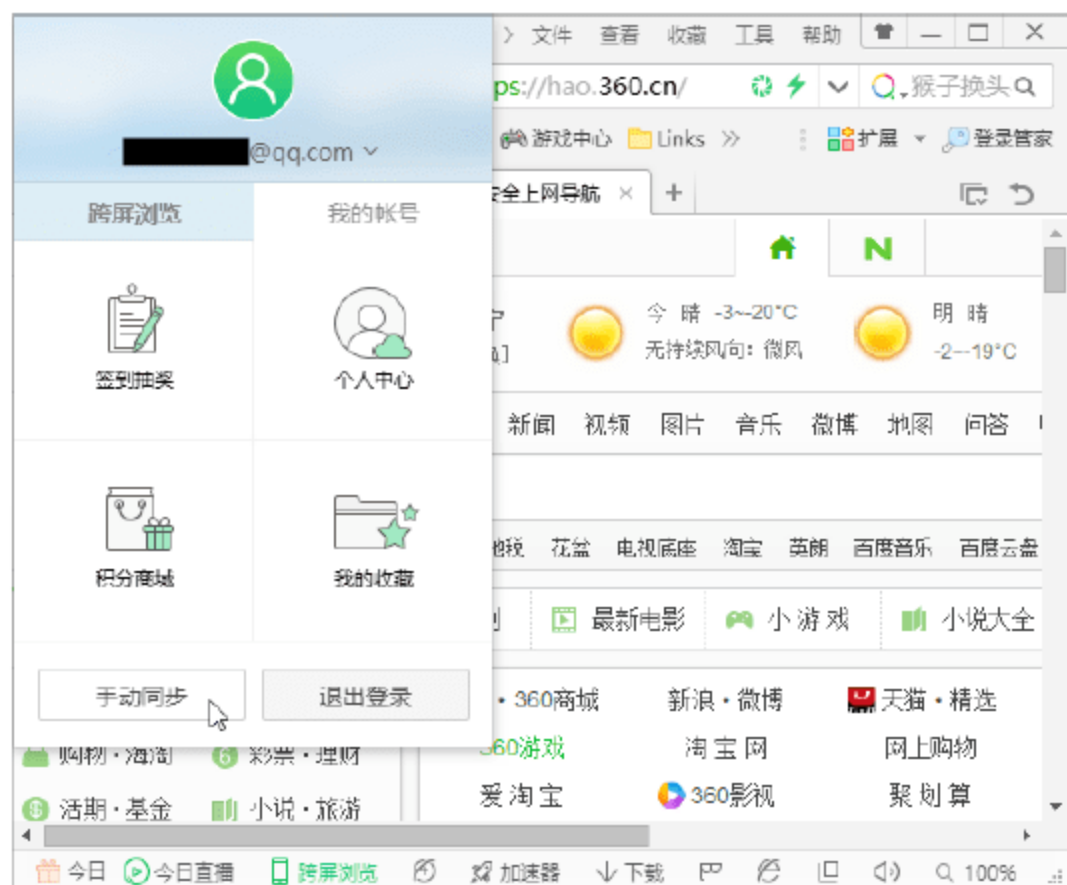 文件 查看 收藏 工具 帮助
ps://hao.360.cn/ 猴子换头
@qq.com
游戏中心 Links 扩展 登录管家
安全上网导航
跨屏浏览 我的帐号
今 晴 -3~-20°C 明 晴
无持续风向：微风 -2~-19°C
签到抽奖 个人中心
新闻 视频 图片 音乐 微博 地图 问答
地税 花盆 电视底座 淘宝 英朗 百度音乐 百度云盘
积分商城 我的收藏
最新电影 小游戏 小说大全
手动同步 退出登录
·360商城 新浪·微博 天猫·精选
360游戏 淘宝网 网上购物
购物·海淘 彩票·理财
爱淘宝 360影视 聚划算
活期·基金 小说·旅游
今日 今日直播 跨屏浏览 加速器 下载 100%